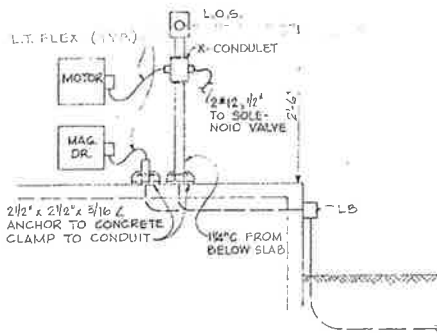 L.O.S.
L.T. FLEX (TYP.)
X-CONDULET
MOTOR
2#12, 1/2"
TO SOLE-
NOID VALVE
2'-6"
MAG.
DR.
2 1/2" x 2 1/2" x 3/16 L
ANCHOR TO CONCRETE
CLAMP TO CONDUIT
1 1/4" C FROM
BELOW SLAB
LB